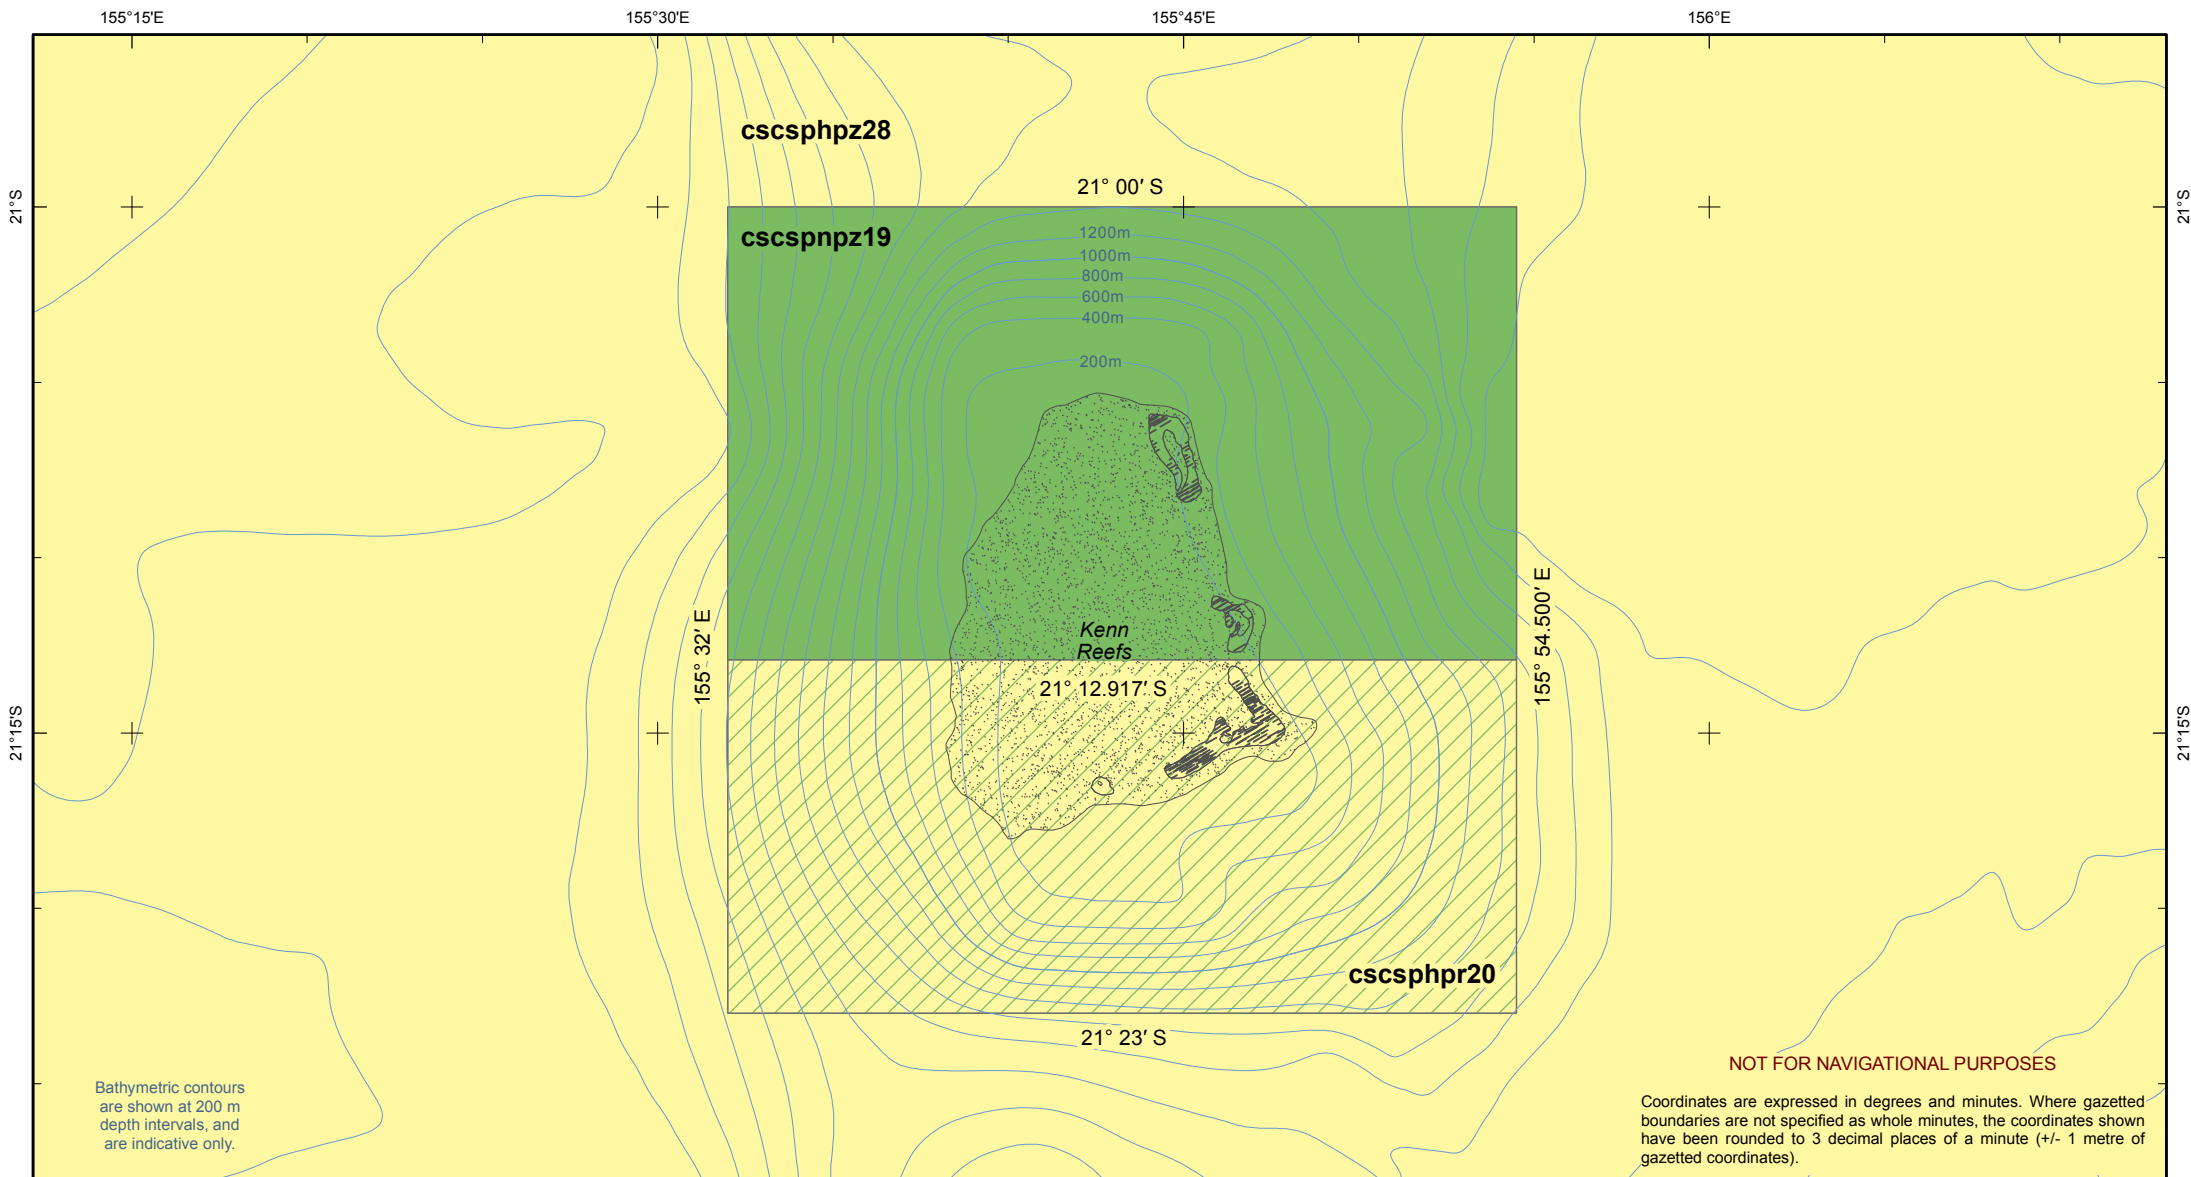 155°15'E
155°30'E
155°45'E
156°E
cscsphpz28
21° 00′ S
21°S
21°S
cscspnpz19
1200m
1000m
800m
600m
400m
200m
155° 32′ E
155° 54.500′ E
Kenn
Reefs
21° 12.917′ S
21°15'S
21°15'S
cscsphpr20
21° 23′ S
Bathymetric contours
are shown at 200 m
depth intervals, and
are indicative only.
NOT FOR NAVIGATIONAL PURPOSES
Coordinates are expressed in degrees and minutes. Where gazetted
boundaries are not specified as whole minutes, the coordinates shown
have been rounded to 3 decimal places of a minute (+/- 1 metre of
gazetted coordinates).